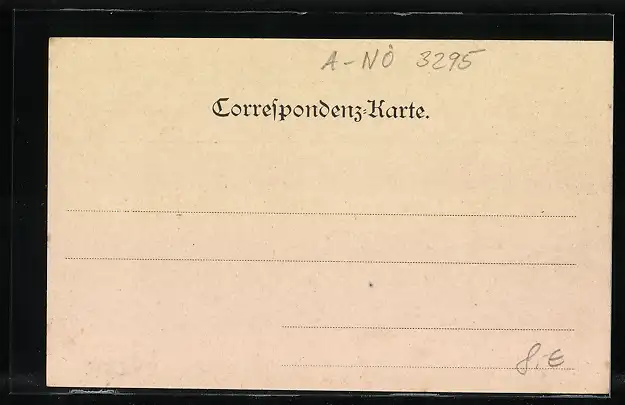 A-NÖ 3295
Correſpondenz-Karte.
8,-€